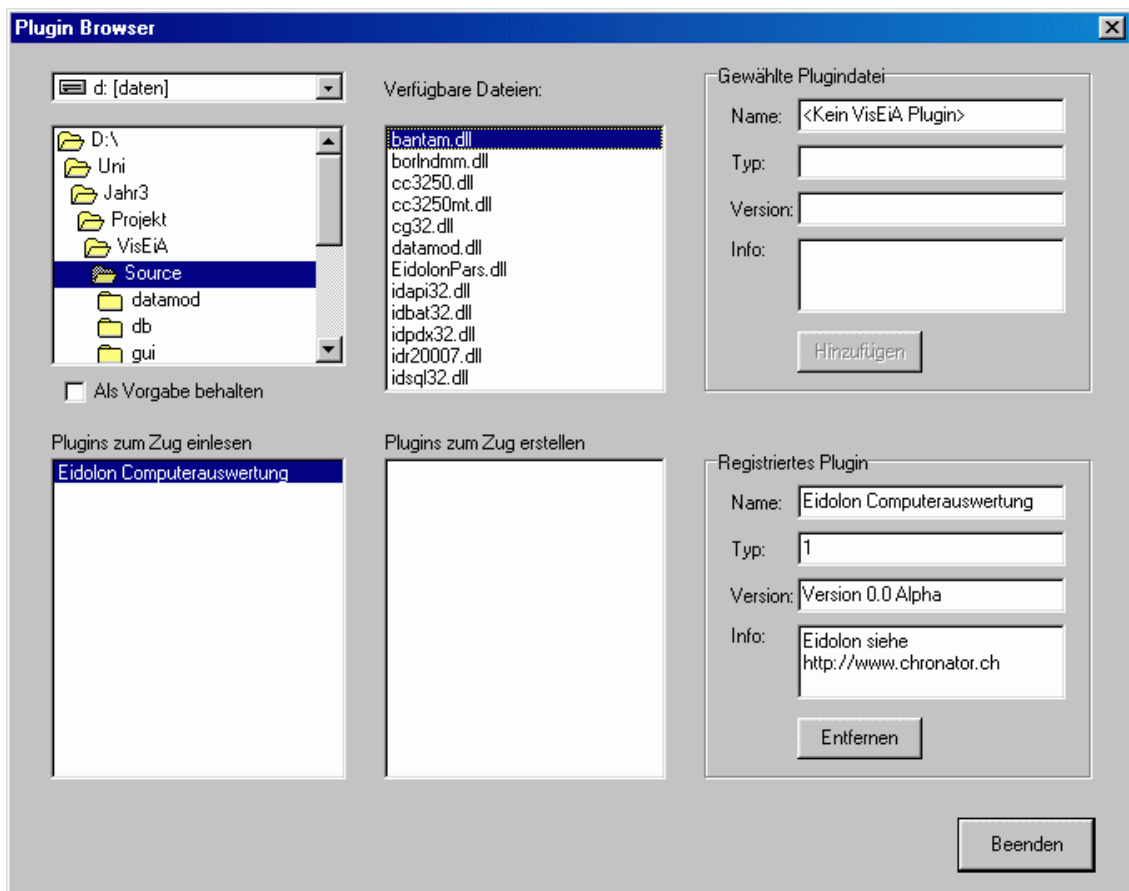 Plugin Browser
d: [daten]
D:\
Uni
Jahr3
Projekt
VisEiA
Source
datamod
db
gui
Als Vorgabe behalten
Verfügbare Dateien:
bantam.dll
borlndmm.dll
cc3250.dll
cc3250mt.dll
cg32.dll
datamod.dll
EidolonPars.dll
idapi32.dll
idbat32.dll
idpdx32.dll
idr20007.dll
idsql32.dll
Gewählte Plugindatei
Name: <Kein VisEiA Plugin>
Typ:
Version:
Info:
Hinzufügen
Plugins zum Zug einlesen
Eidolon Computerauswertung
Plugins zum Zug erstellen
Registriertes Plugin
Name: Eidolon Computerauswertung
Typ: 1
Version: Version 0.0 Alpha
Info: Eidolon siehe
http://www.chronator.ch
Entfernen
Beenden